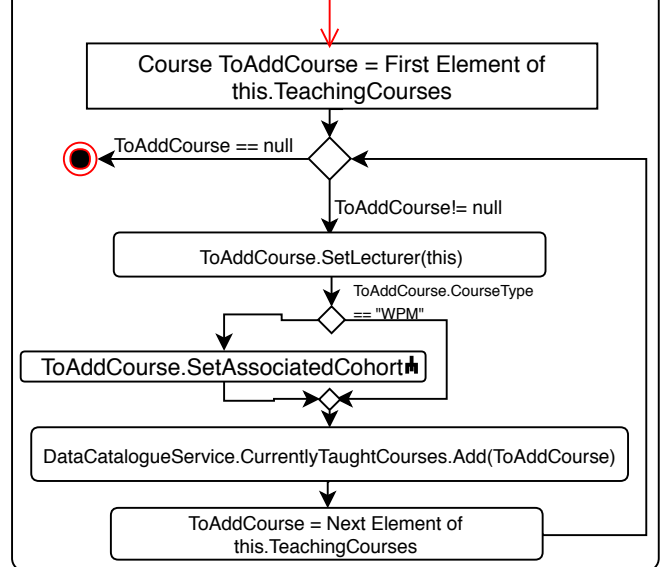 Course ToAddCourse = First Element of
this.TeachingCourses
ToAddCourse == null
ToAddCourse!= null
ToAddCourse.SetLecturer(this)
ToAddCourse.CourseType
== "WPM"
ToAddCourse.SetAssociatedCohort
DataCatalogueService.CurrentlyTaughtCourses.Add(ToAddCourse)
ToAddCourse = Next Element of
this.TeachingCourses